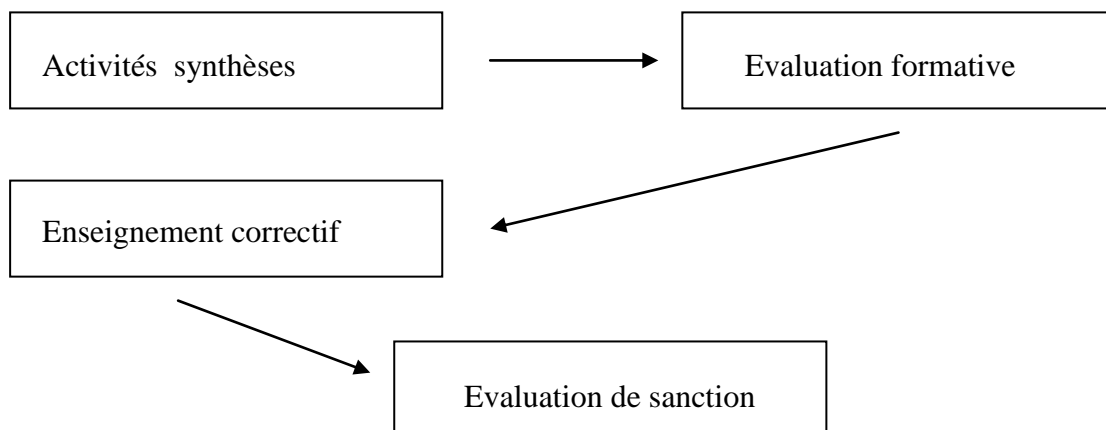 Activités synthèses
Evaluation formative
Enseignement correctif
Evaluation de sanction